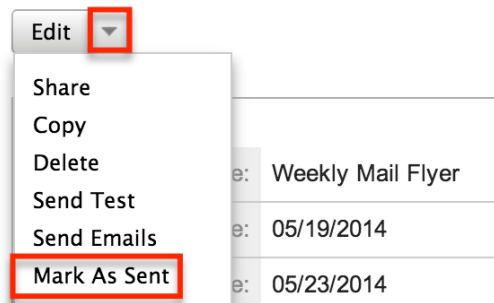 Edit
Share
Copy
Delete
Send Test
Send Emails
Mark As Sent
e: Weekly Mail Flyer
e: 05/19/2014
e: 05/23/2014